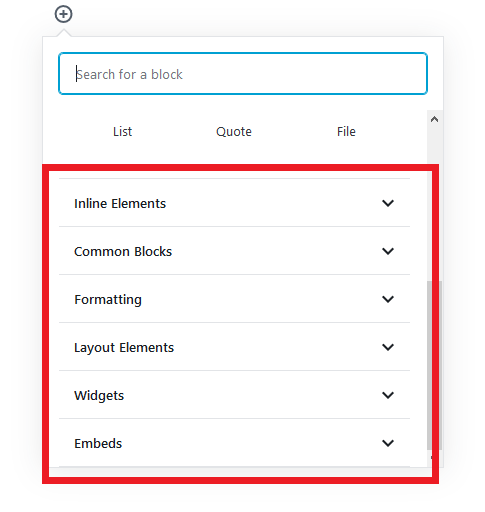 Search for a block
List Quote File
Inline Elements
Common Blocks
Formatting
Layout Elements
Widgets
Embeds